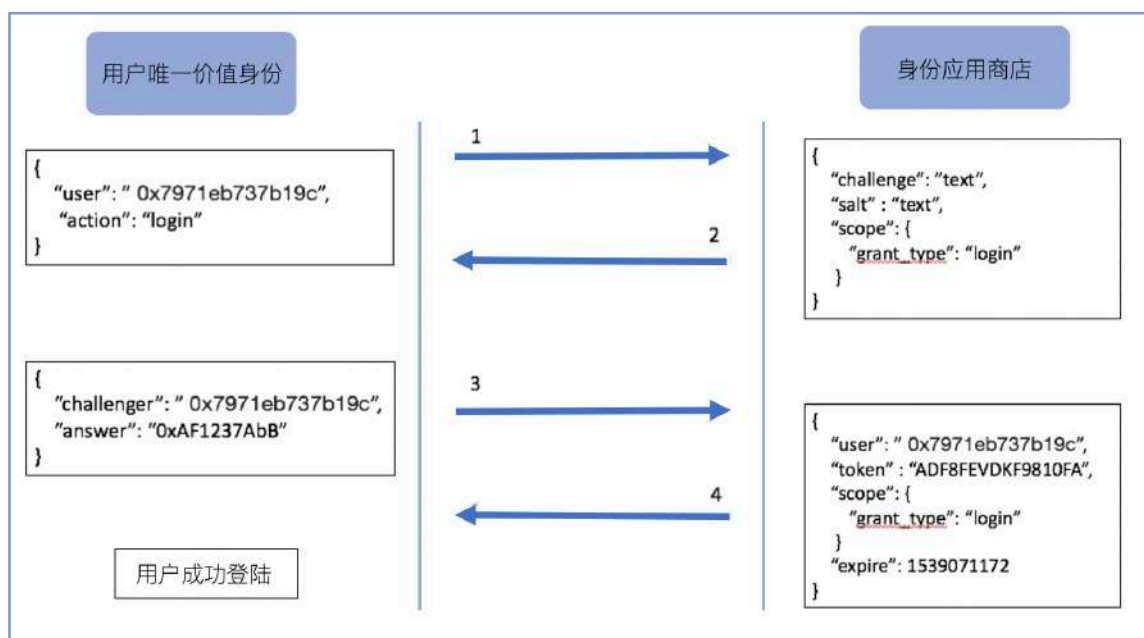 用户唯一价值身份
身份应用商店
1
{
“user”: “ 0x7971eb737b19c”,
“action”: “login”
}
{
“challenge”: “text”,
“salt” : “text”,
“scope”: {
“grant_type”: “login”
}
}
2
{
“challenger”: “ 0x7971eb737b19c”,
“answer”: “0xAF1237AbB”
}
3
{
“user”: “ 0x7971eb737b19c”,
“token” : “ADF8FEVDKF9810FA”,
“scope”: {
“grant_type”: “login”
}
“expire”: 1539071172
}
4
用户成功登陆